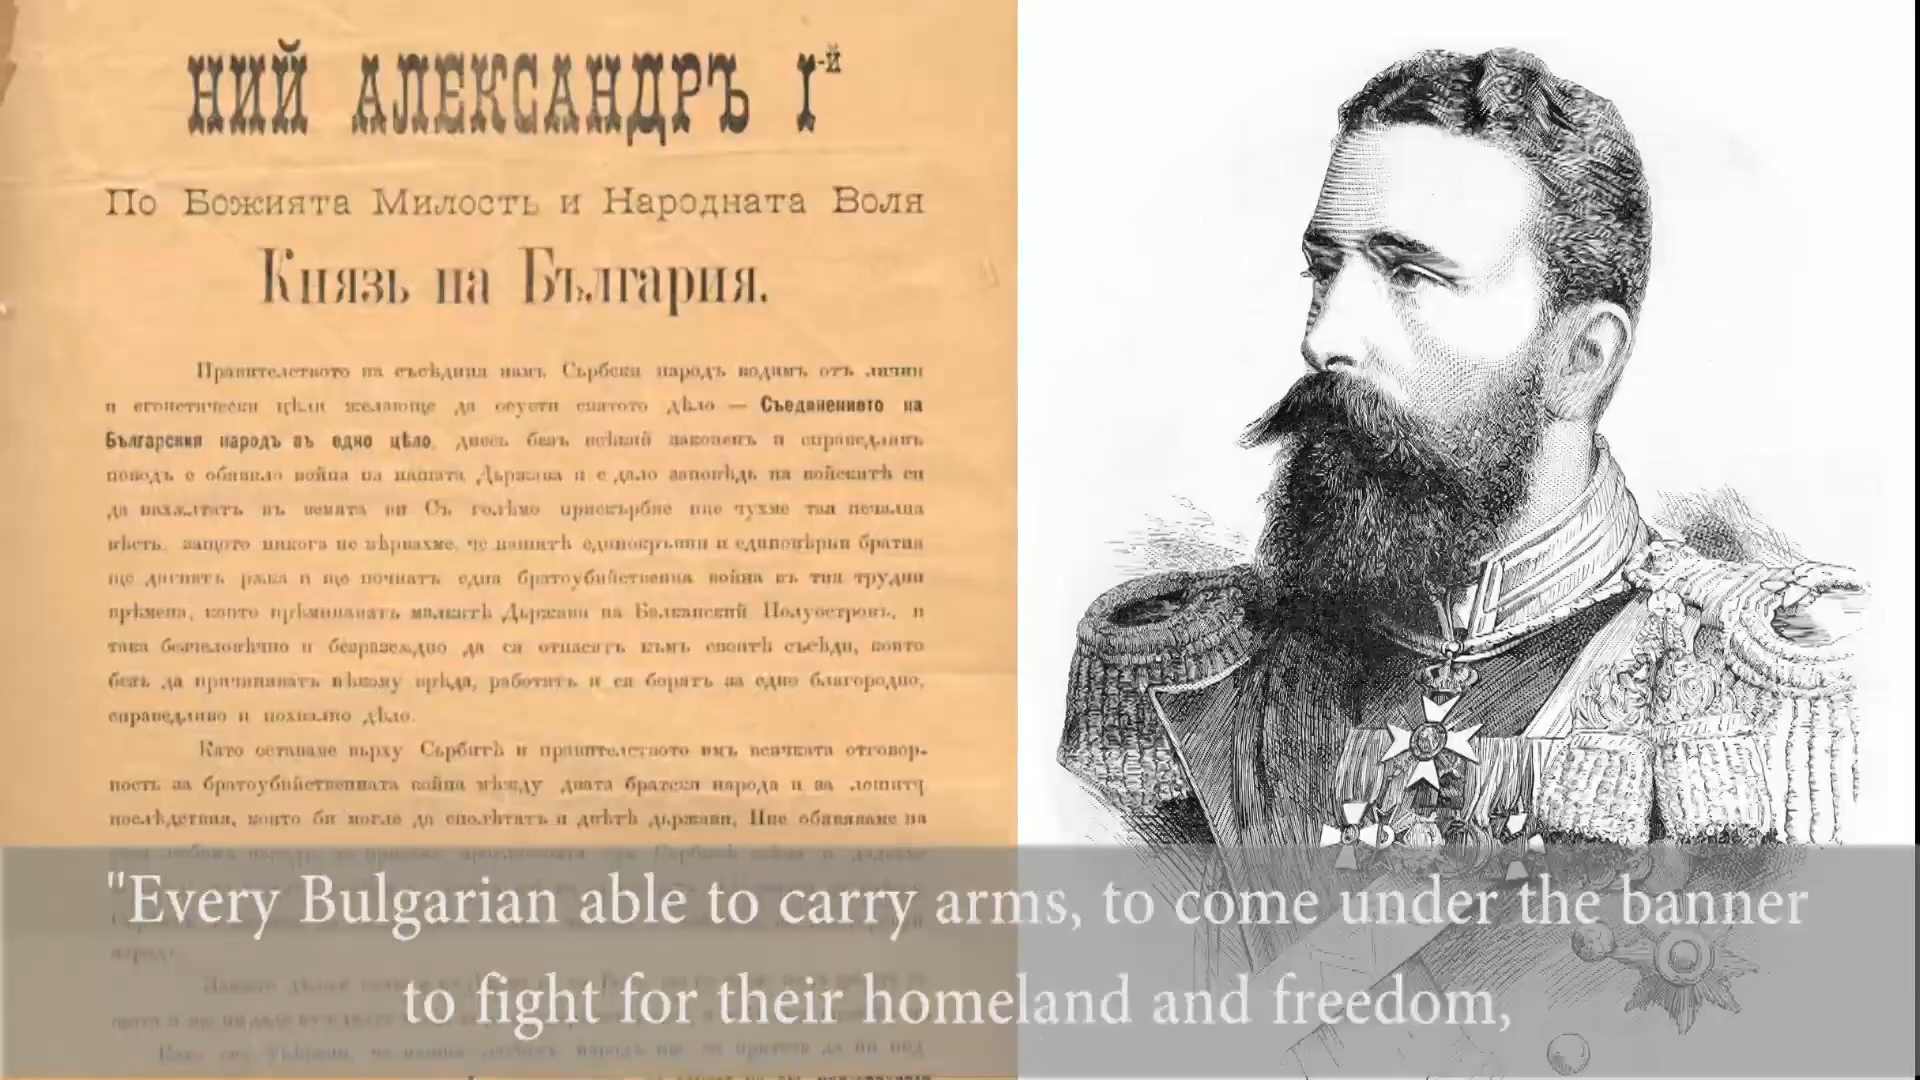 НИЙ АЛЕКСАНДРЪ I-й
По Божията Милость и Народната Воля
Князь на България.
Правителството на съсѣдния намъ Сърбски народъ водимъ отъ лични
и егоистически цѣли желающе да осуети святото дѣло — Съединението на
Българския народъ въ едно цѣло, днесь безъ всѣкой законенъ и справедливъ
поводъ е обявило война на нашата Държава и е дало заповѣдь на войскитѣ си
да нахълтатъ въ земята ни Съ голѣмо прискърбие ние чухме тая печална
вѣсть, защото никога не вѣрвахме, че нашитѣ единокръвни и единовѣрни братия
ще дигнатъ рѫка и ще почнатъ една братоубийственна война въ тия трудни
врѣмена, които прѣминаватъ малкитѣ Държави на Балканский Полуостровъ, и
така безчеловѣчно и безразсѫдно да се отнасятъ къмъ своитѣ съсѣди, които
безъ да причиняватъ нѣкому врѣда, работятъ и се борятъ за едно благородно,
справедливо и похвално дѣло.
Като оставаме върху Сърбитѣ и правителството имъ всичката отговор-
ность за братоубийственната война мѣжду двата братски народа и за лошитѣ
послѣдствия, които би могле да сполѣтятъ и двѣтѣ държави, Ние обявяваме на
"Every Bulgarian able to carry arms, to come under the banner
to fight for their homeland and freedom,